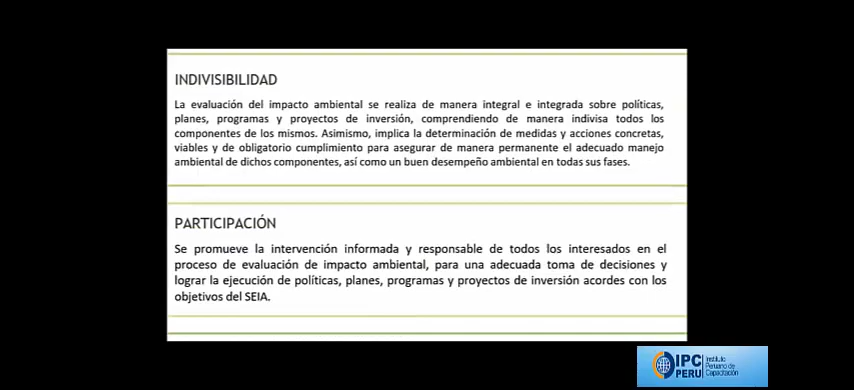 INDIVISIBILIDAD
La evaluación del impacto ambiental se realiza de manera integral e integrada sobre políticas,
planes, programas y proyectos de inversión, comprendiendo de manera indivisa todos los
componentes de los mismos. Asimismo, implica la determinación de medidas y acciones concretas,
viables y de obligatorio cumplimiento para asegurar de manera permanente el adecuado manejo
ambiental de dichos componentes, así como un buen desempeño ambiental en todas sus fases.
PARTICIPACIÓN
Se promueve la intervención informada y responsable de todos los interesados en el
proceso de evaluación de impacto ambiental, para una adecuada toma de decisiones y
lograr la ejecución de políticas, planes, programas y proyectos de inversión acordes con los
objetivos del SEIA.
IPC
PERU
Instituto
Peruano de
Capacitación